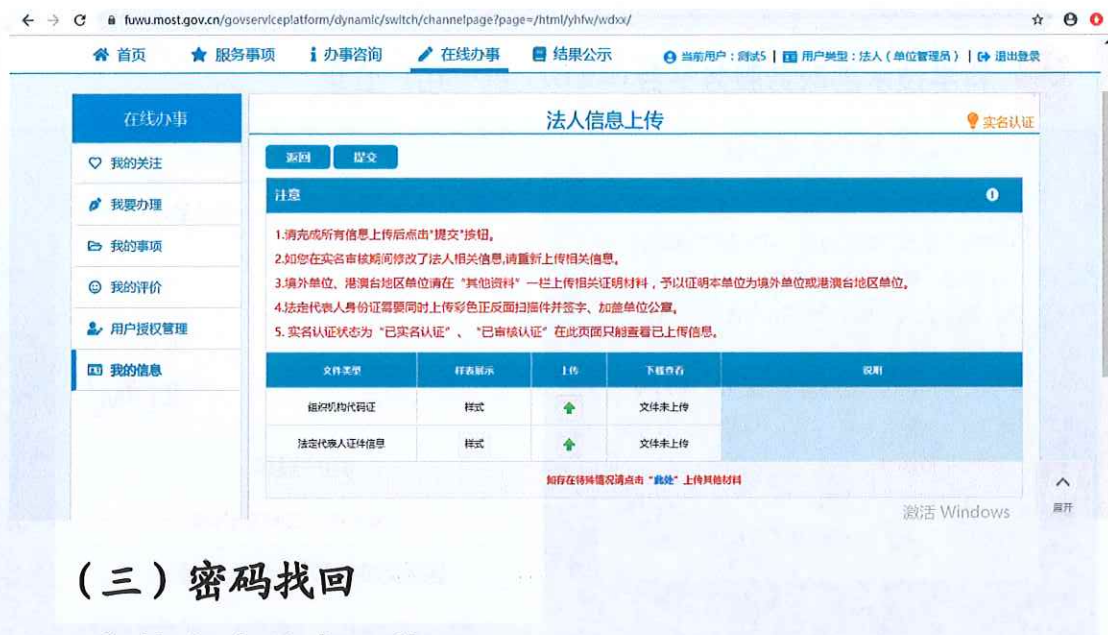 fuwu.most.gov.cn/govserviceplatform/dynamic/switch/channelpage?page=/html/yhfw/wdxx/
首页 服务事项 办事咨询 在线办事 结果公示 当前用户：测试5 | 用户类型：法人（单位管理员） | 退出登录
在线办事
法人信息上传
实名认证
我的关注
返回 提交
我要办理
注意
我的事项
1.请完成所有信息上传后点击"提交"按钮。
2.如您在实名审核期间修改了法人相关信息,请重新上传相关信息。
我的评价
3.境外单位、港澳台地区单位请在 "其他资料" 一栏上传相关证明材料，予以证明本单位为境外单位或港澳台地区单位。
4.法定代表人身份证需要同时上传彩色正反面扫描件并签字、加盖单位公章。
用户授权管理
5. 实名认证状态为 "已实名认证" 、 "已审核认证" 在此页面只能查看已上传信息。
我的信息
文件类型 样表展示 上传 下载查看 说明
组织机构代码证 样式 文件未上传
法定代表人证件信息 样式 文件未上传
如存在特殊情况请点击 "此处" 上传其他材料
展开
激活 Windows
（三）密码找回